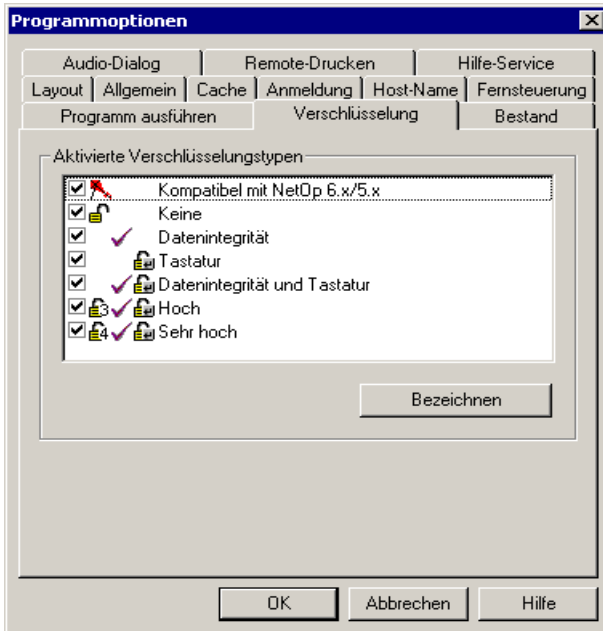 Programmoptionen
Audio-Dialog Remote-Drucken Hilfe-Service
Layout Allgemein Cache Anmeldung Host-Name Fernsteuerung
Programm ausführen Verschlüsselung Bestand
Aktivierte Verschlüsselungstypen
Kompatibel mit NetOp 6.x/5.x
Keine
Datenintegrität
Tastatur
Datenintegrität und Tastatur
3 Hoch
4 Sehr hoch
Bezeichnen
OK Abbrechen Hilfe